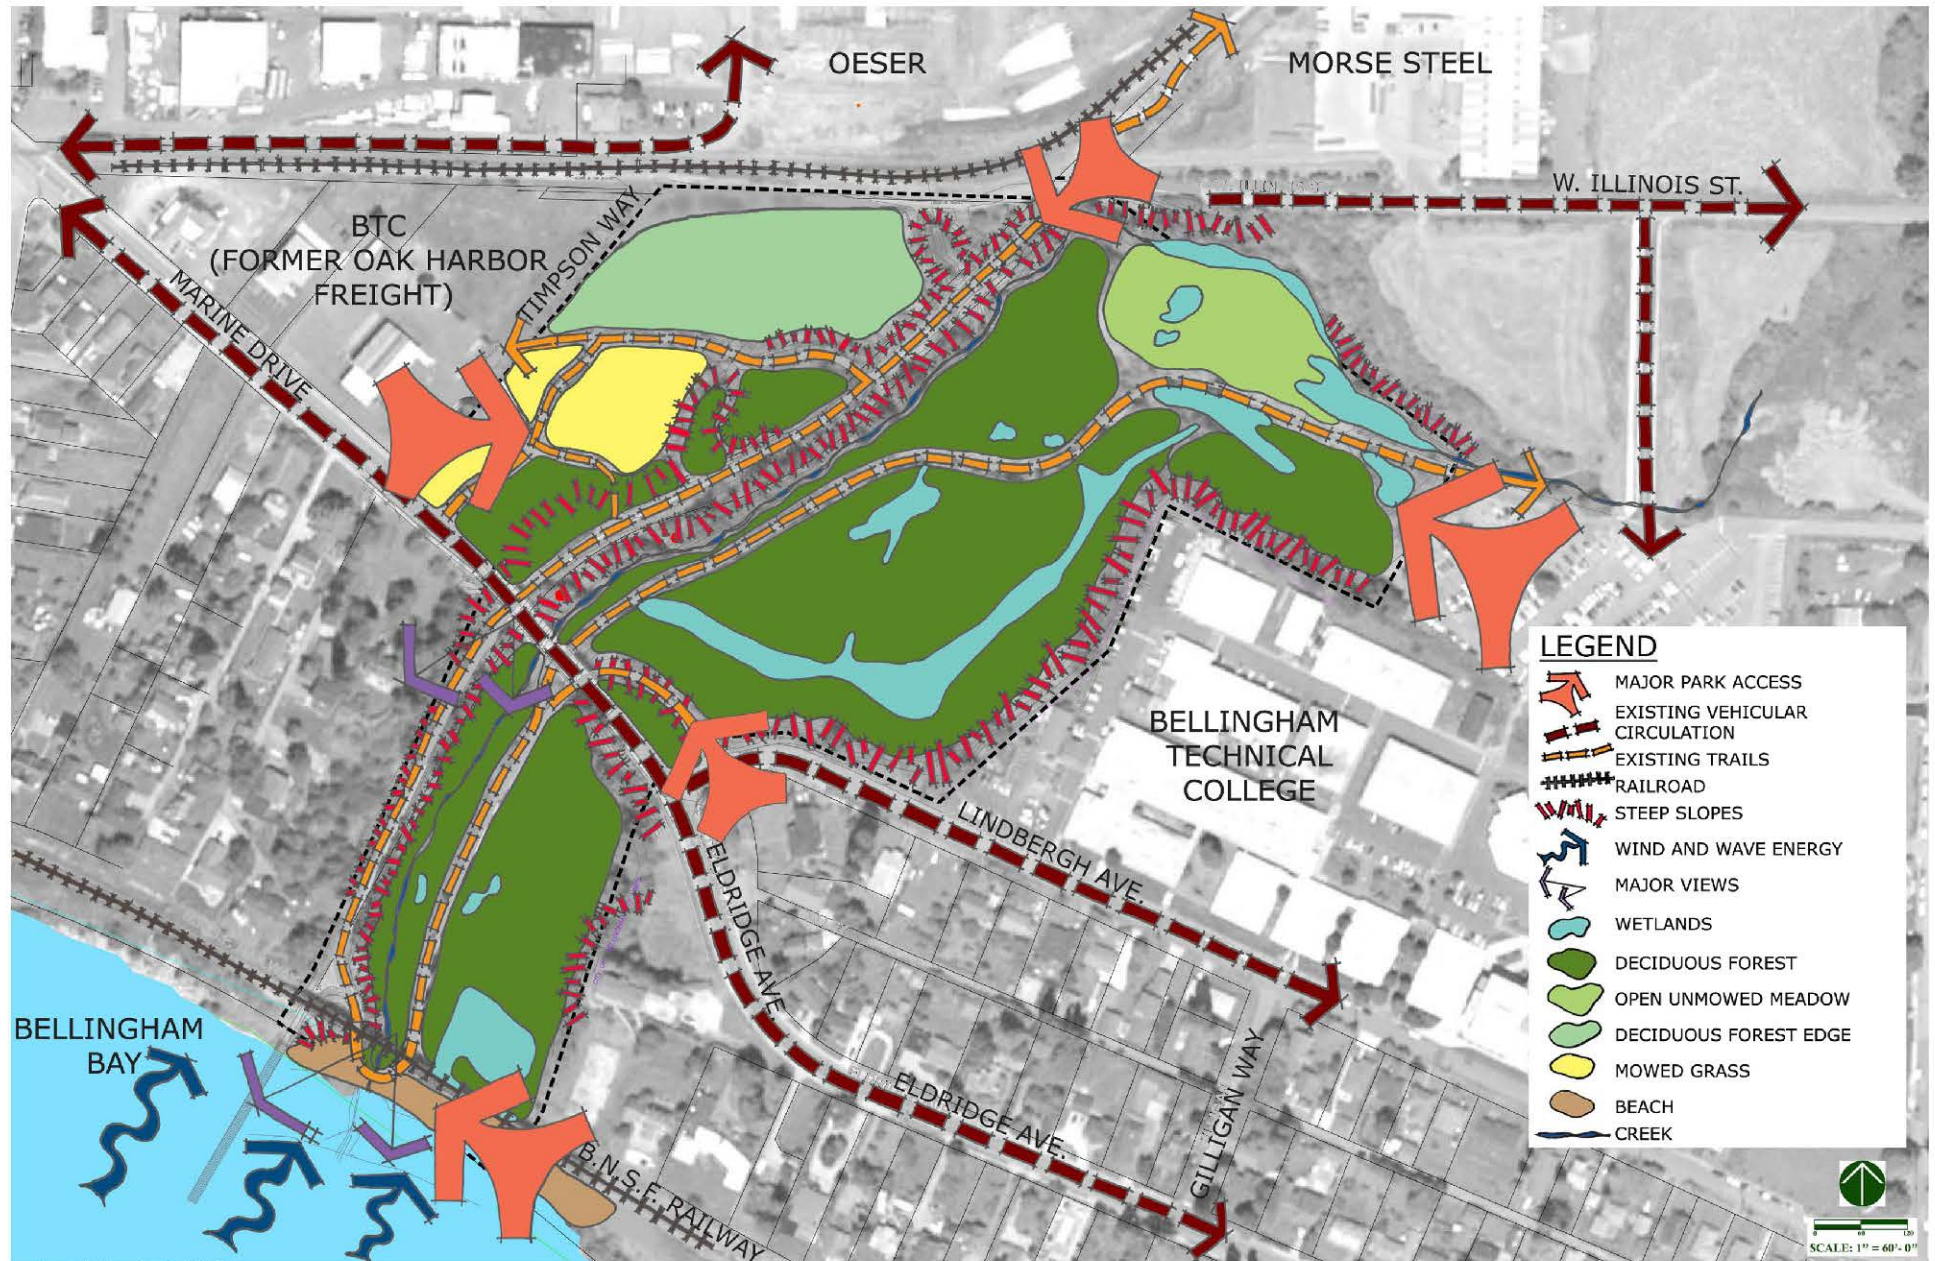 OESER
MORSE STEEL
W. ILLINOIS ST.
BTC
(FORMER OAK HARBOR
FREIGHT)
TIMPSON WAY
MARINE DRIVE
BELLINGHAM
TECHNICAL
COLLEGE
LINDBERGH AVE.
ELDRIDGE AVE.
ELDRIDGE AVE.
GILLIGAN WAY
BELLINGHAM
BAY
B.N.S.F. RAILWAY
LEGEND
MAJOR PARK ACCESS
EXISTING VEHICULAR
CIRCULATION
EXISTING TRAILS
RAILROAD
STEEP SLOPES
WIND AND WAVE ENERGY
MAJOR VIEWS
WETLANDS
DECIDUOUS FOREST
OPEN UNMOWED MEADOW
DECIDUOUS FOREST EDGE
MOWED GRASS
BEACH
CREEK
0 60 120
SCALE: 1" = 60'- 0"